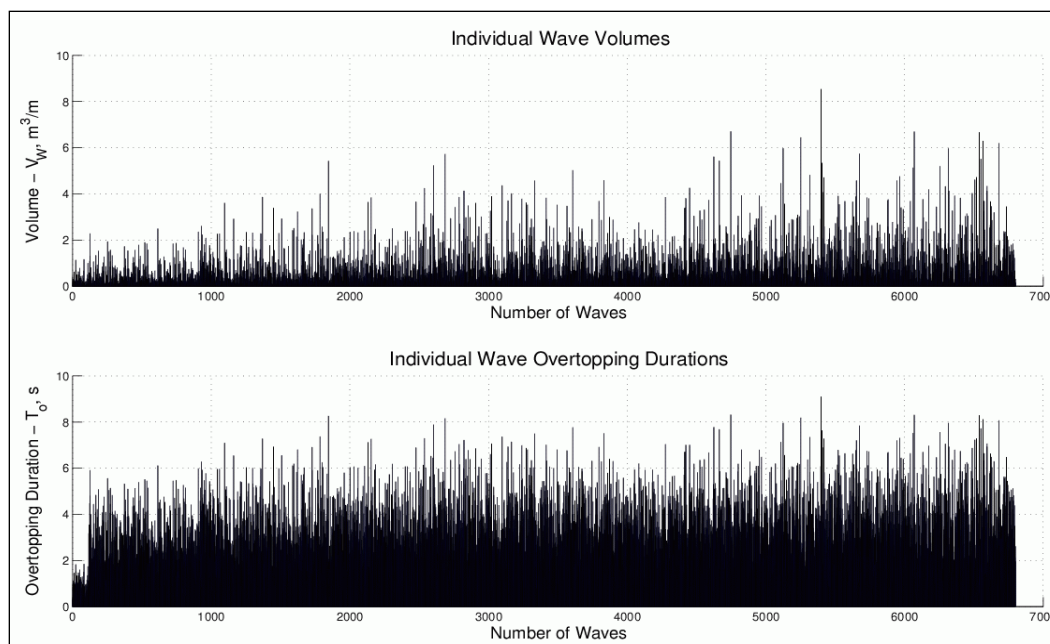 Individual Wave Volumes
10
8
6
4
2
0
Volume – V_W, m³/m
0 1000 2000 3000 4000 5000 6000 700
Number of Waves
Individual Wave Overtopping Durations
10
8
6
4
2
0
Overtopping Duration – T_o, s
0 1000 2000 3000 4000 5000 6000 700
Number of Waves